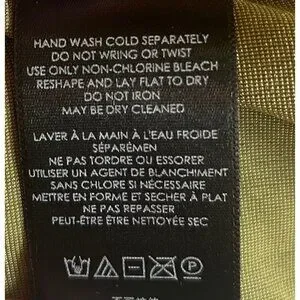 HAND WASH COLD SEPARATELY
DO NOT WRING OR TWIST
USE ONLY NON-CHLORINE BLEACH
RESHAPE AND LAY FLAT TO DRY
DO NOT IRON
MAY BE DRY CLEANED
LAVER À LA MAIN À L'EAU FROIDE
SÉPARÉMEN
NE PAS TORDRE OU ESSORER
UTILISER UN AGENT DE BLANCHIMENT
SANS CHLORE SI NÉCESSAIRE
METTRE EN FORME ET SÉCHER À PLAT
NE PAS REPASSER
PEUT-ÊTRE ÊTRE NETTOYÉE SEC
P